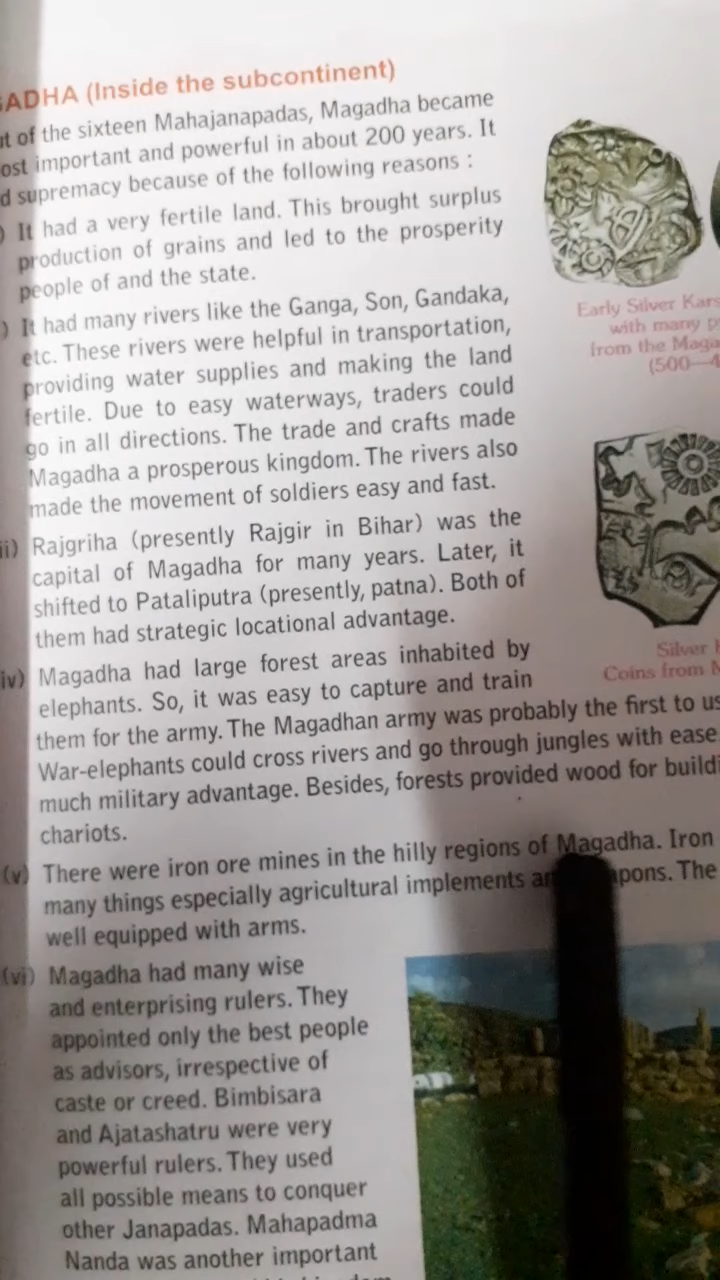 GADHA (Inside the subcontinent)
ut of the sixteen Mahajanapadas, Magadha became
ost important and powerful in about 200 years. It
d supremacy because of the following reasons :
) It had a very fertile land. This brought surplus
production of grains and led to the prosperity
people of and the state.
) It had many rivers like the Ganga, Son, Gandaka,
etc. These rivers were helpful in transportation,
providing water supplies and making the land
fertile. Due to easy waterways, traders could
go in all directions. The trade and crafts made
Magadha a prosperous kingdom. The rivers also
made the movement of soldiers easy and fast.
ii) Rajgriha (presently Rajgir in Bihar) was the
capital of Magadha for many years. Later, it
shifted to Pataliputra (presently, patna). Both of
them had strategic locational advantage.
iv) Magadha had large forest areas inhabited by
elephants. So, it was easy to capture and train
them for the army. The Magadhan army was probably the first to us
War-elephants could cross rivers and go through jungles with ease
much military advantage. Besides, forests provided wood for buildi
chariots.
(v) There were iron ore mines in the hilly regions of Magadha. Iron
many things especially agricultural implements an pons. The
well equipped with arms.
(vi) Magadha had many wise
and enterprising rulers. They
appointed only the best people
as advisors, irrespective of
caste or creed. Bimbisara
and Ajatashatru were very
powerful rulers. They used
all possible means to conquer
other Janapadas. Mahapadma
Nanda was another important
Early Silver Kars
with many p
from the Maga
(500—4
Silver
Coins from M